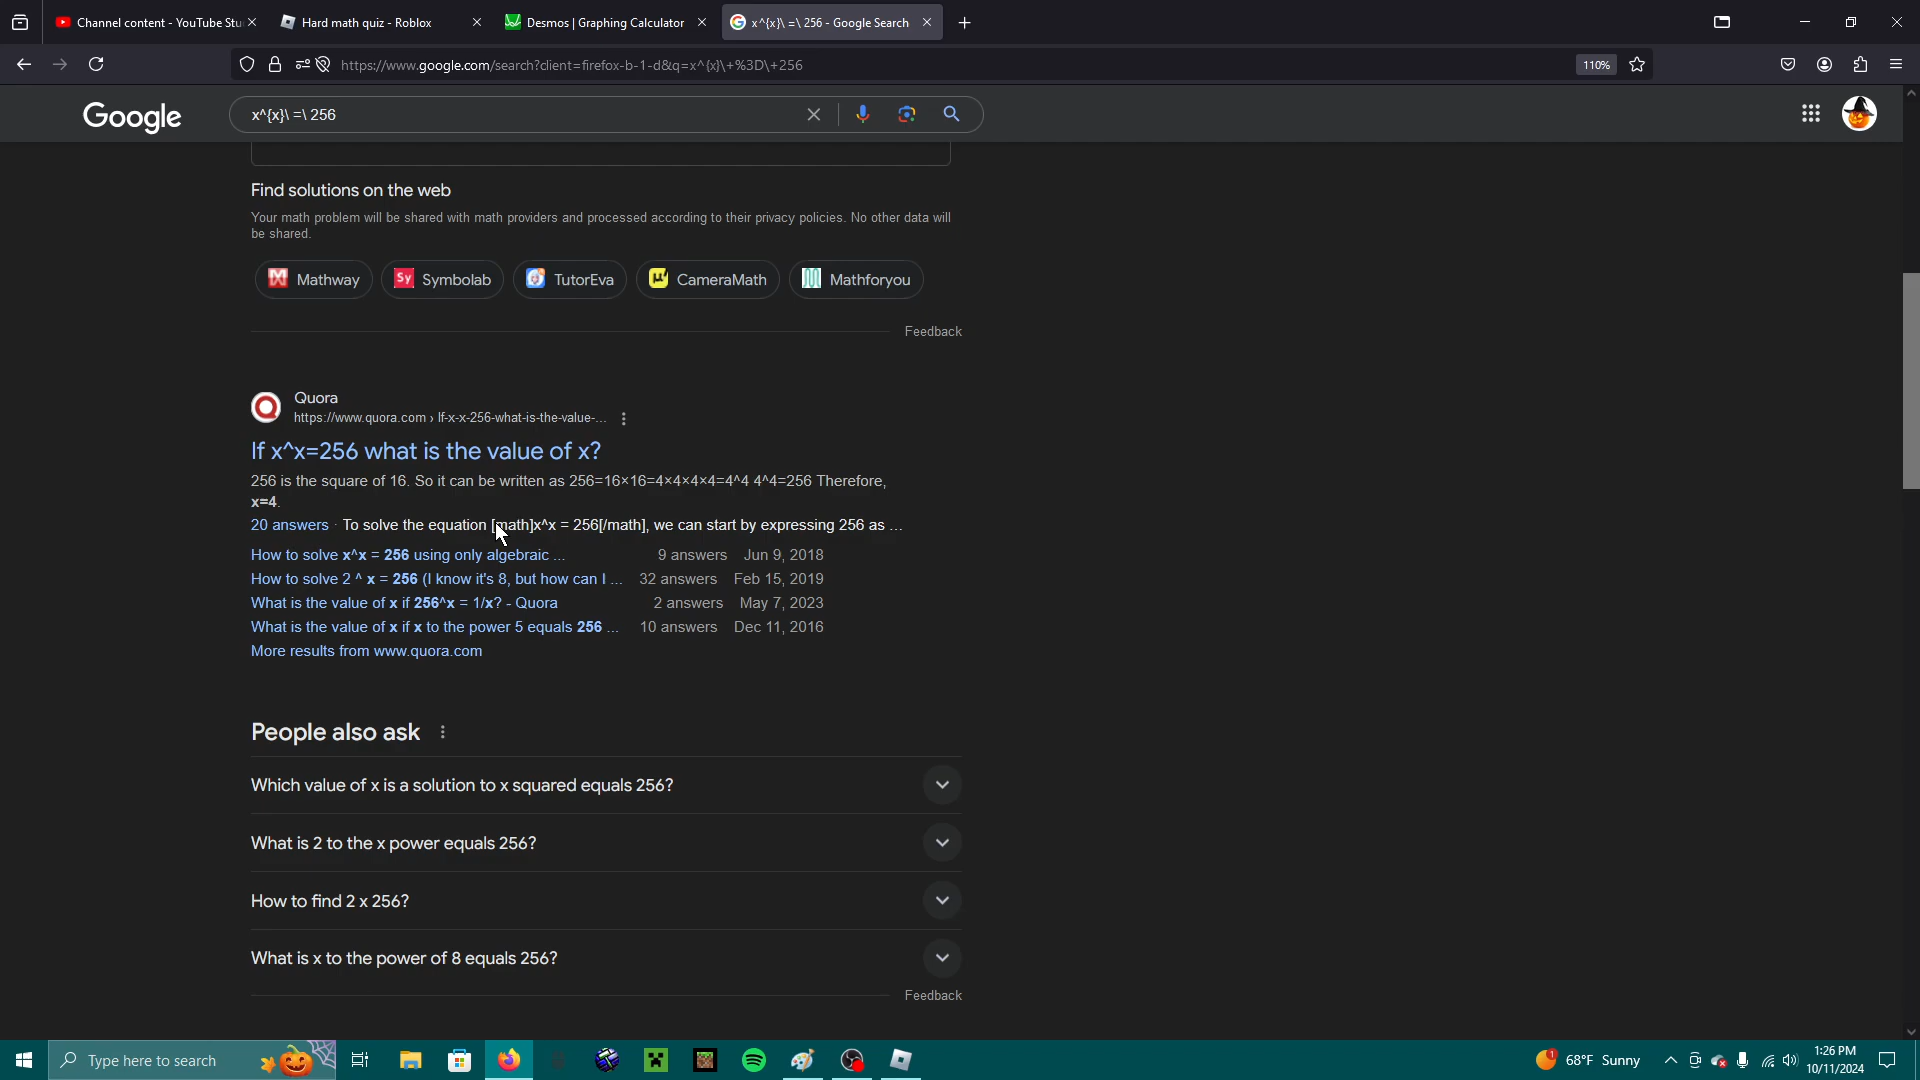 Channel content - YouTube Stu
Hard math quiz - Roblox
Desmos | Graphing Calculator
x^{x}\ =\ 256 - Google Search
https://www.google.com/search?client=firefox-b-1-d&q=x^{x}\+%3D\+256
110%
Google
x^{x}\ =\ 256
Find solutions on the web
Your math problem will be shared with math providers and processed according to their privacy policies. No other data will
be shared.
Mathway
Sy Symbolab
TutorEva
CameraMath
Mathforyou
Feedback
Quora
https://www.quora.com › If-x-x-256-what-is-the-value-...
If x^x=256 what is the value of x?
256 is the square of 16. So it can be written as 256=16×16=4×4×4×4=4^4 4^4=256 Therefore,
x=4.
20 answers · To solve the equation [math]x^x = 256[/math], we can start by expressing 256 as ...
How to solve x^x = 256 using only algebraic ... 9 answers Jun 9, 2018
How to solve 2 ^ x = 256 (I know it's 8, but how can I ... 32 answers Feb 15, 2019
What is the value of x if 256^x = 1/x? - Quora 2 answers May 7, 2023
What is the value of x if x to the power 5 equals 256 ... 10 answers Dec 11, 2016
More results from www.quora.com
People also ask
Which value of x is a solution to x squared equals 256?
What is 2 to the x power equals 256?
How to find 2 x 256?
What is x to the power of 8 equals 256?
Feedback
Type here to search
1
68°F Sunny
1:26 PM
10/11/2024